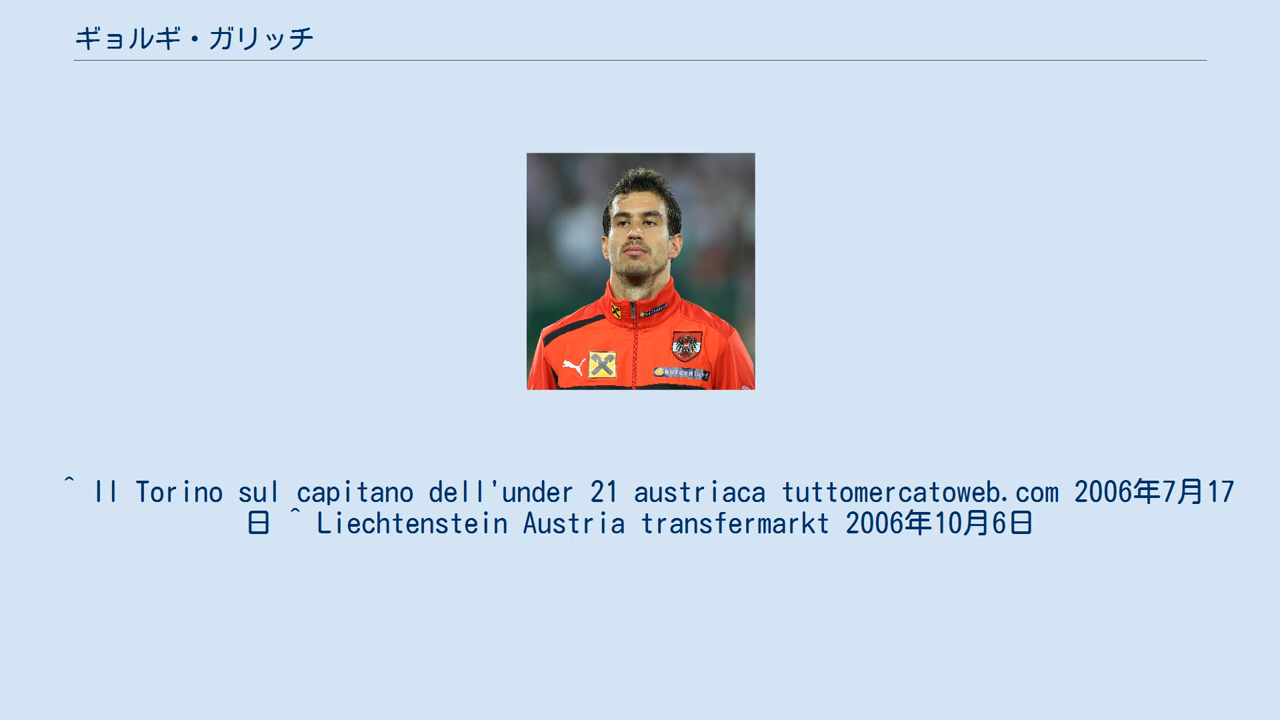 ギョルギ・ガリッチ
^ Il Torino sul capitano dell'under 21 austriaca tuttomercatoweb.com 2006年7月17
日 ^ Liechtenstein Austria transfermarkt 2006年10月6日